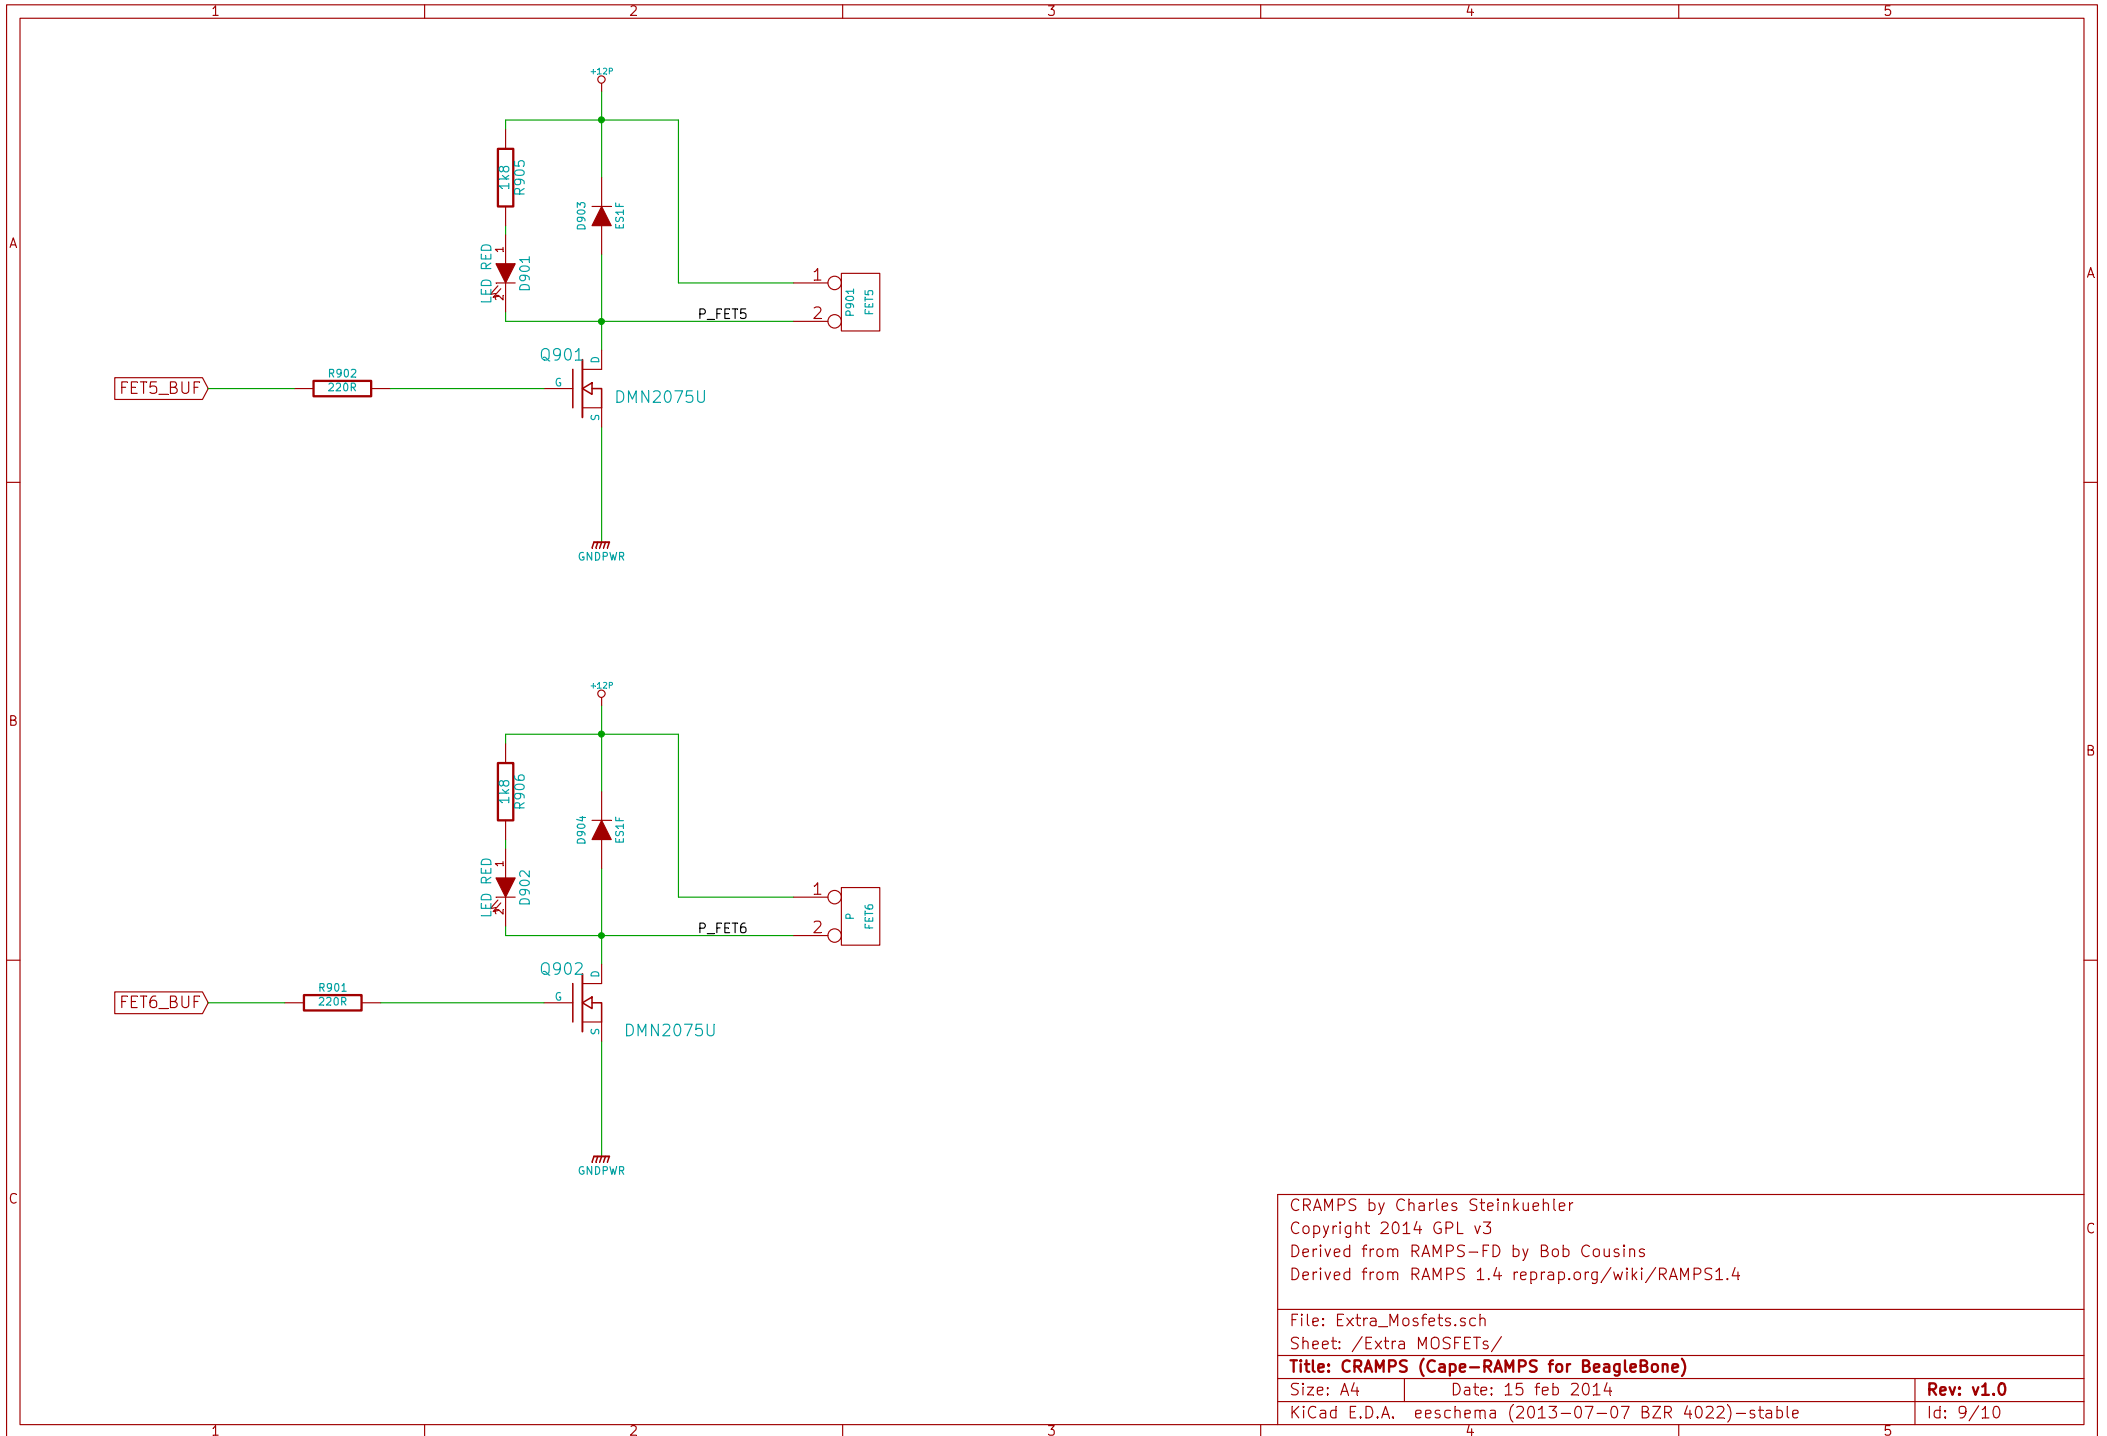 1 2 3 4 5
+12P
1k8
R905
D903
ES1F
A
A
LED RED
1
2
D901
1
2
P901
FET5
P_FET5
Q901
D
FET5_BUF
R902
220R
G
S
DMN2075U
GNDPWR
+12P
B
B
1k8
R906
D904
ES1F
LED RED
1
2
D902
1
2
P
FET6
P_FET6
Q902
D
FET6_BUF
R901
220R
G
S
DMN2075U
GNDPWR
C
C
CRAMPS by Charles Steinkuehler
Copyright 2014 GPL v3
Derived from RAMPS-FD by Bob Cousins
Derived from RAMPS 1.4 reprap.org/wiki/RAMPS1.4
File: Extra_Mosfets.sch
Sheet: /Extra MOSFETs/
Title: CRAMPS (Cape-RAMPS for BeagleBone)
Size: A4 Date: 15 feb 2014 Rev: v1.0
KiCad E.D.A. eeschema (2013-07-07 BZR 4022)-stable Id: 9/10
1 2 3 4 5